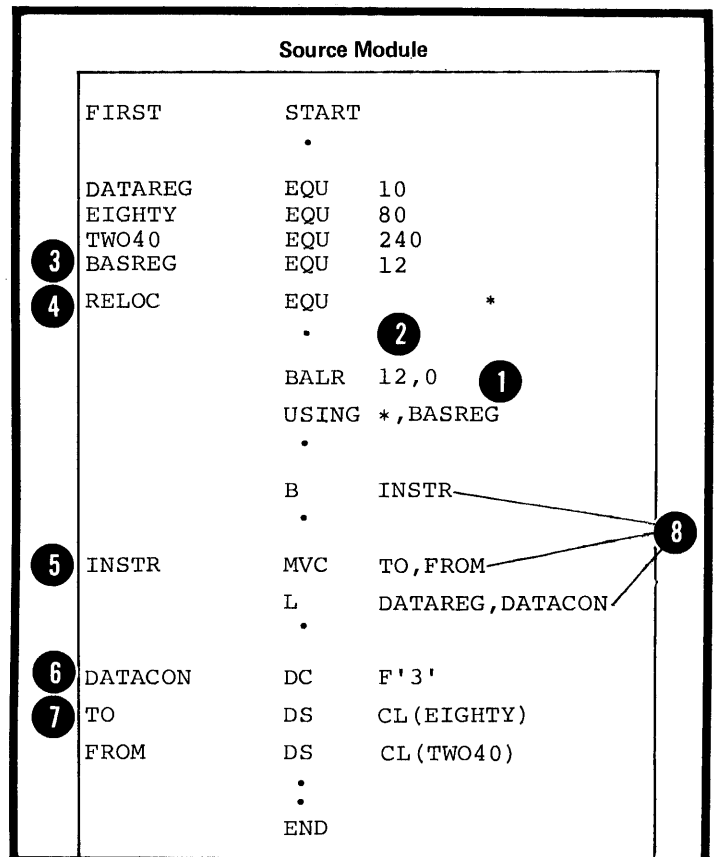 Source Module
FIRST START
•
DATAREG EQU 10
EIGHTY EQU 80
TWO40 EQU 240
3 BASREG EQU 12
4 RELOC EQU *
• 2
BALR 12,0 1
USING *,BASREG
•
B INSTR
•
8
5 INSTR MVC TO,FROM
L DATAREG,DATACON
•
6 DATACON DC F'3'
7 TO DS CL(EIGHTY)
FROM DS CL(TWO40)
•
•
END